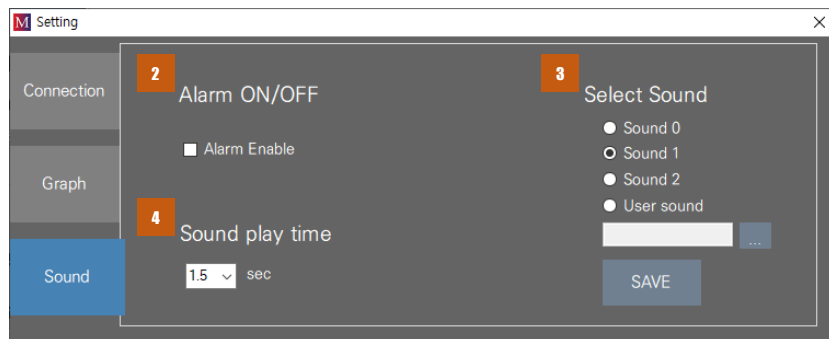 M Setting
Connection
Graph
Sound
2
Alarm ON/OFF
Alarm Enable
4
Sound play time
1.5 sec
3
Select Sound
Sound 0
Sound 1
Sound 2
User sound
...
SAVE